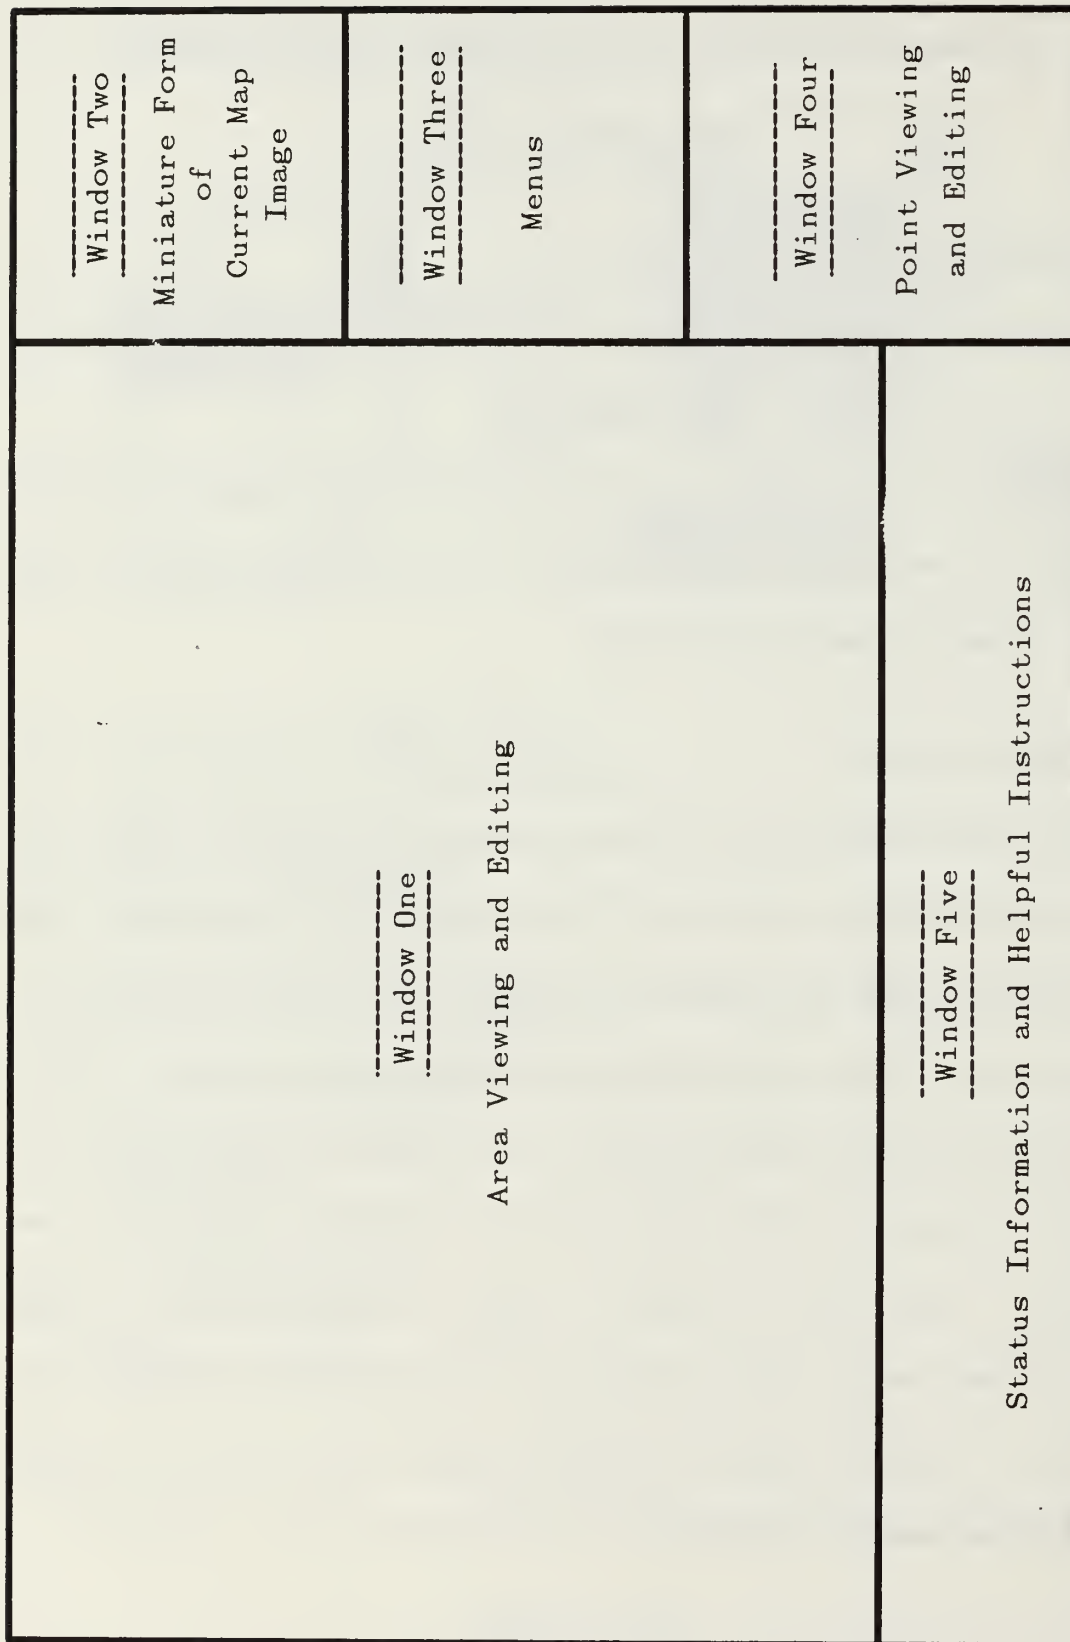 Window One
Area Viewing and Editing
Window Two
Miniature Form
of
Current Map
Image
Window Three
Menus
Window Four
Point Viewing
and Editing
Window Five
Status Information and Helpful Instructions